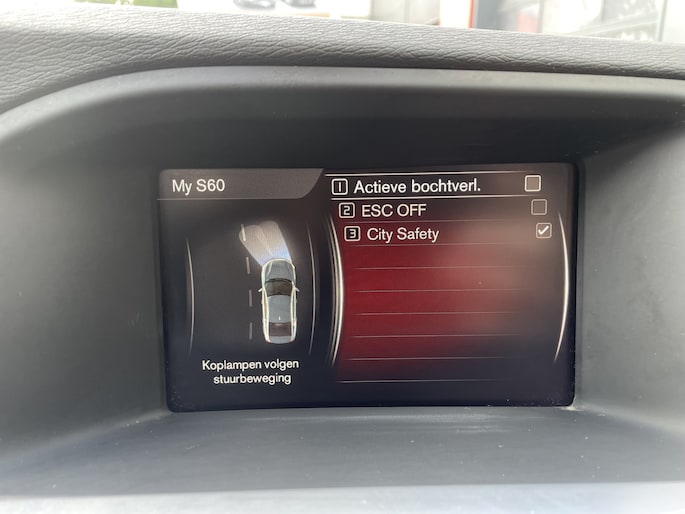 My S60
1 Actieve bochtverl.
2 ESC OFF
3 City Safety
Koplampen volgen
stuurbeweging